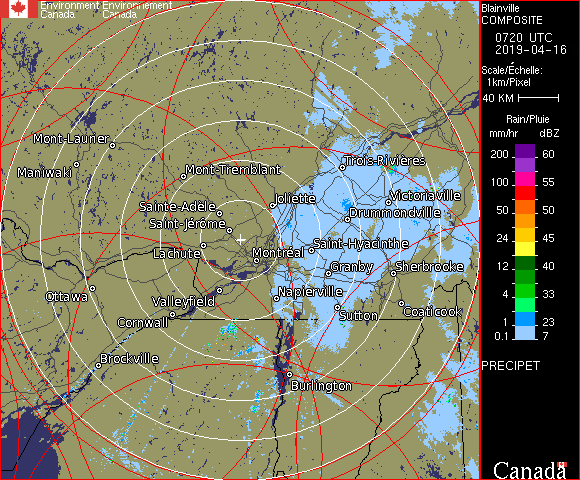 Environment Environnement
Canada Canada
Blainville
COMPOSITE
0720 UTC
2019-04-16
Scale/Échelle:
1km/Pixel
40 KM
Rain/Pluie
mm/hr dBZ
200 60
100 55
50 50
24 45
12 40
4 33
1 23
0.1 7
PRECIPET
Canada
Mont-Laurier
Maniwaki
Mont-Tremblant
Trois-Rivières
Joliette
Victoriaville
Sainte-Adèle
Drummondville
Saint-Jérôme
Saint-Hyacinthe
Lachute
Montréal
Granby
Sherbrooke
Ottawa
Valleyfield
Napierville
Coaticook
Cornwall
Sutton
Brockville
Burlington